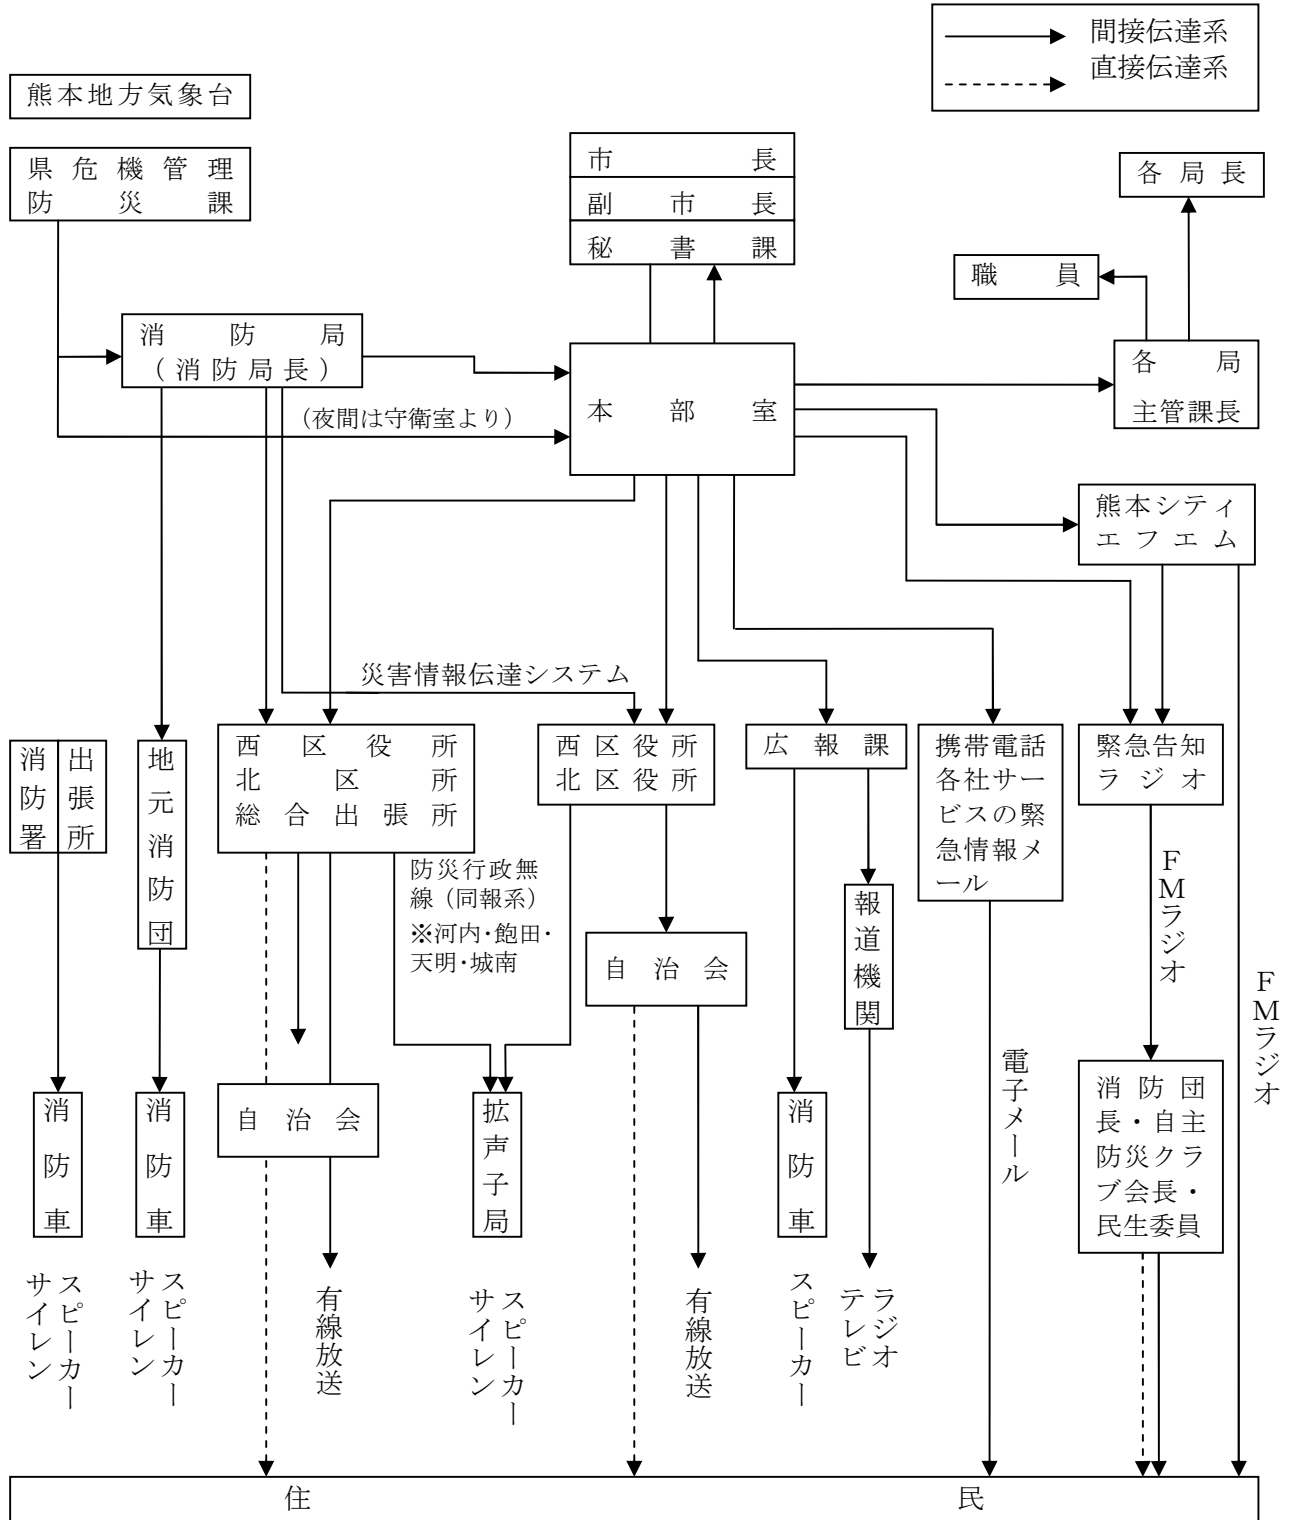 間接伝達系
直接伝達系
熊本地方気象台
県危機管理
防災課
市長
副市長
秘書課
各局長
職員
消防局
（消防局長）
本部室
各局
主管課長
（夜間は守衛室より）
熊本シティ
エフエム
災害情報伝達システム
消防署
出張所
地元消防団
西区役所
北区所
総合出張所
西区役所
北区役所
広報課
携帯電話
各社サー
ビスの緊
急情報メ
ール
緊急告知
ラジオ
防災行政無
線（同報系）
※河内・飽田・
天明・城南
自治会
報道機関
FMラジオ
FMラジオ
電子メール
消防車
消防車
自治会
拡声子局
消防車
消防団
長・自主
防災クラ
ブ会長・
民生委員
スピーカー
サイレン
スピーカー
サイレン
有線放送
スピーカー
サイレン
有線放送
スピーカー
ラジオ
テレビ
住民